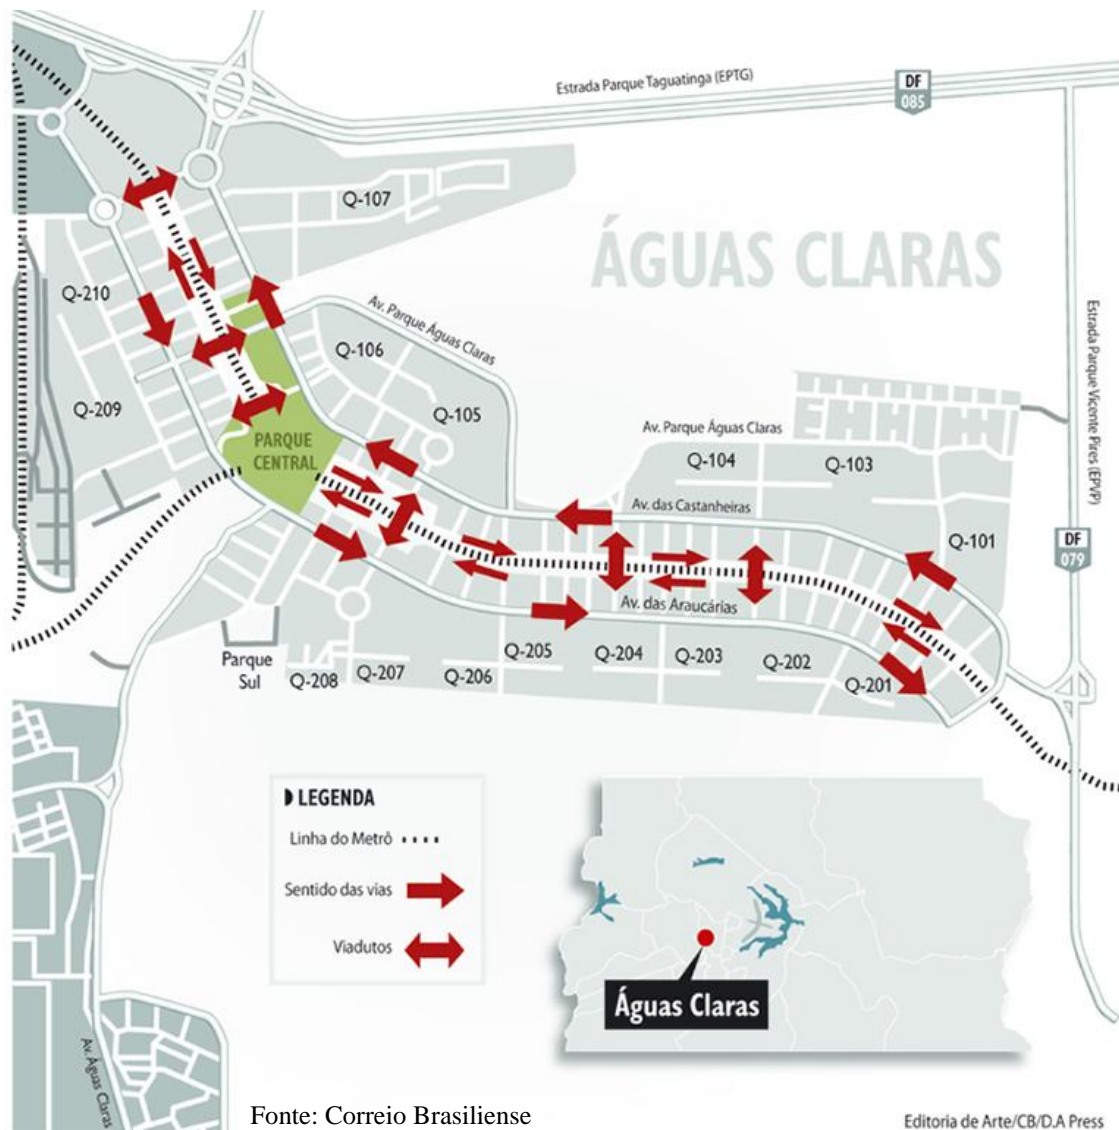 Estrada Parque Taguatinga (EPTG)
DF
085
Q-107
ÁGUAS CLARAS
Q-210
Av. Parque Águas Claras
Estrada Parque Vicente Pires (EPVP)
Q-106
Q-209
Q-105
PARQUE
CENTRAL
Av. Parque Águas Claras
Q-104
Q-103
Av. das Castanheiras
Q-101
DF
079
Av. das Araucárias
Parque
Sul
Q-208
Q-207
Q-206
Q-205
Q-204
Q-203
Q-202
Q-201
LEGENDA
Linha do Metrô
Sentido das vias
Viadutos
Águas Claras
Av. Águas Claras
Fonte: Correio Brasiliense
Editoria de Arte/CB/D.A Press